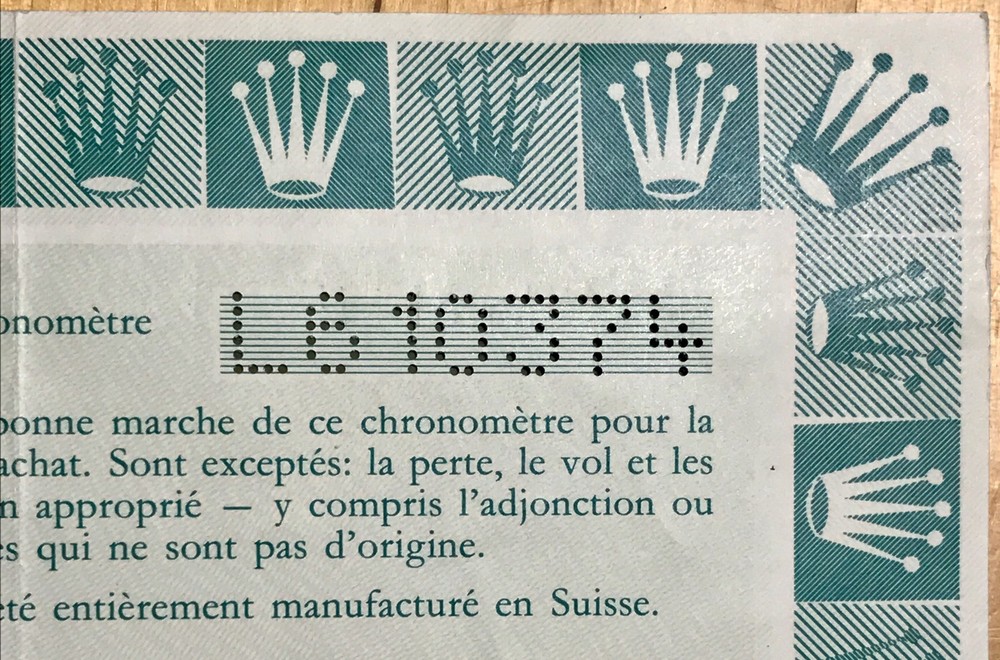 onomètre L610374
bonne marche de ce chronomètre pour la
achat. Sont exceptés: la perte, le vol et les
n approprié — y compris l'adjonction ou
es qui ne sont pas d'origine.
été entièrement manufacturé en Suisse.